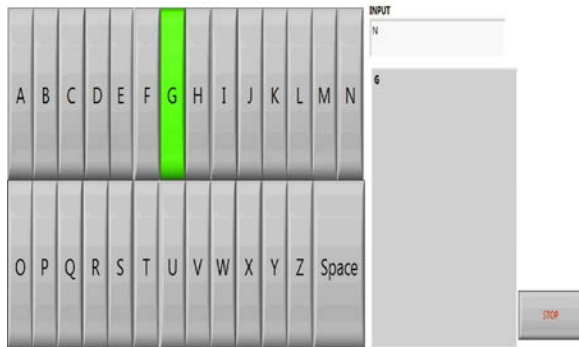 INPUT
N
A B C D E F G H I J K L M N
G
O P Q R S T U V W X Y Z Space
STOP